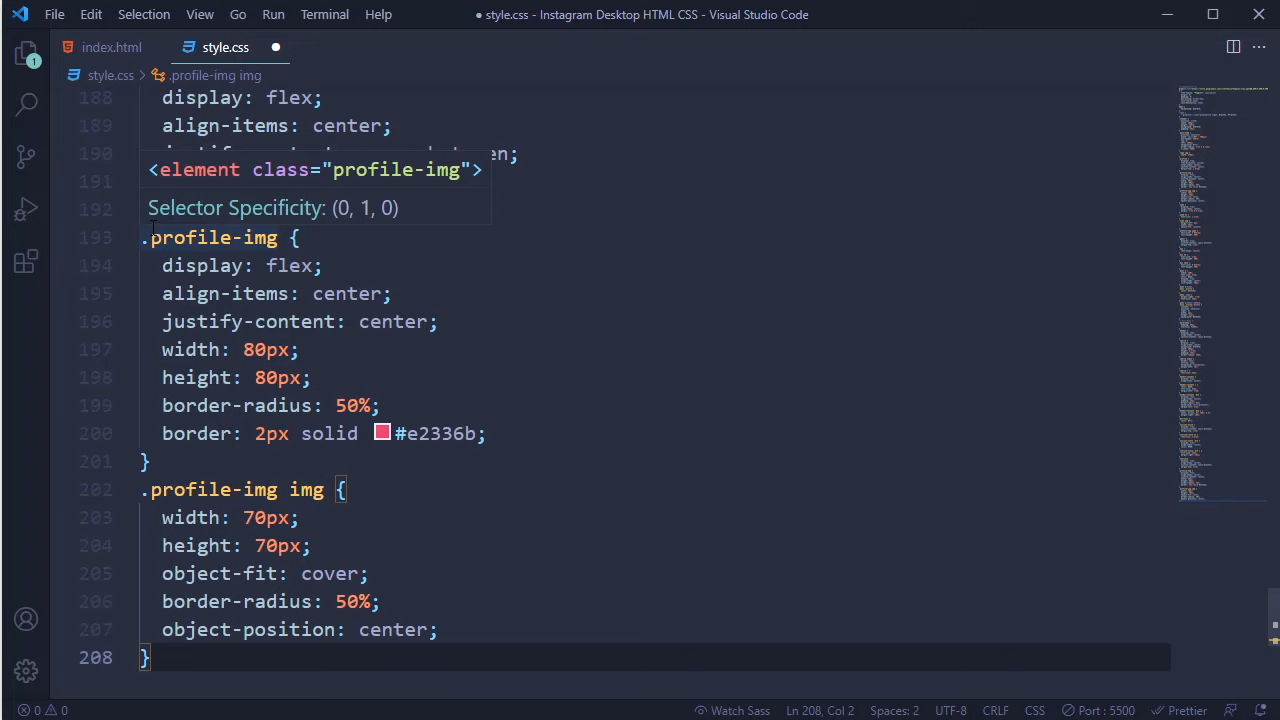 File Edit Selection View Go Run Terminal Help ● style.css - Instagram Desktop HTML CSS - Visual Studio Code
index.html style.css
style.css > .profile-img img
188 display: flex;
189 align-items: center;
190 en;
191 <element class="profile-img">
192 Selector Specificity: (0, 1, 0)
193 .profile-img {
194 display: flex;
195 align-items: center;
196 justify-content: center;
197 width: 80px;
198 height: 80px;
199 border-radius: 50%;
200 border: 2px solid #e2336b;
201 }
202 .profile-img img {
203 width: 70px;
204 height: 70px;
205 object-fit: cover;
206 border-radius: 50%;
207 object-position: center;
208 }
1
0 0 Watch Sass Ln 208, Col 2 Spaces: 2 UTF-8 CRLF CSS Port : 5500 Prettier